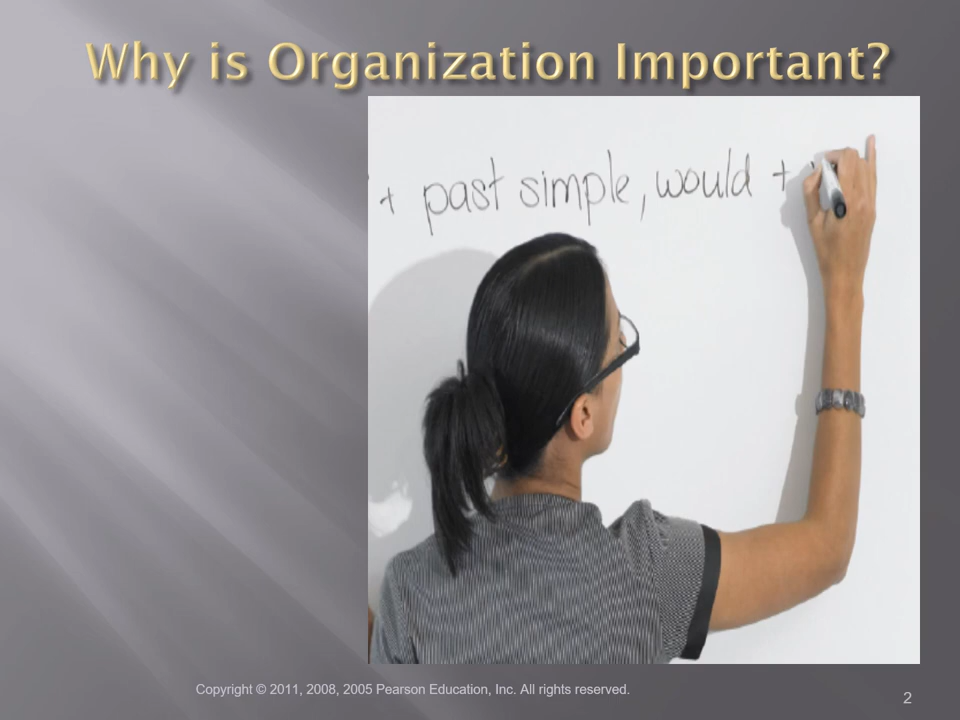 Why is Organization Important?
+ past simple, would +
Copyright © 2011, 2008, 2005 Pearson Education, Inc. All rights reserved.
2